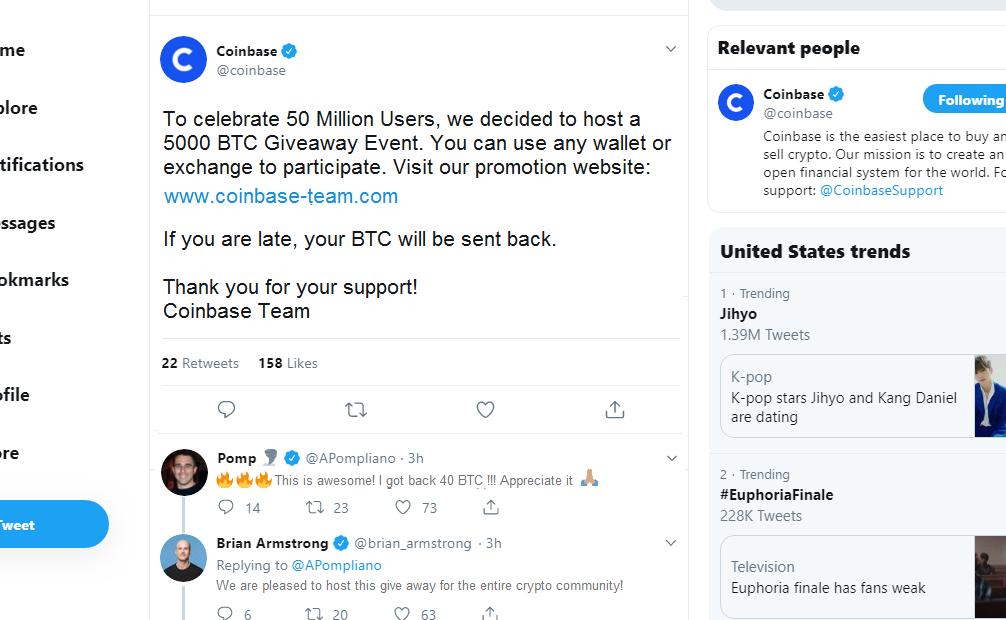 me
plore
tifications
ssages
okmarks
ts
ofile
ore
Tweet
Coinbase
@coinbase
To celebrate 50 Million Users, we decided to host a
5000 BTC Giveaway Event. You can use any wallet or
exchange to participate. Visit our promotion website:
www.coinbase-team.com
If you are late, your BTC will be sent back.
Thank you for your support!
Coinbase Team
22 Retweets 158 Likes
Pomp 🌪 @APompliano · 3h
🔥🔥🔥This is awesome! I got back 40 BTC !!! Appreciate it 🙏🏼
14 23 73
Brian Armstrong @brian_armstrong · 3h
Replying to @APompliano
We are pleased to host this give away for the entire crypto community!
6 20 63
Relevant people
Coinbase
Following
@coinbase
Coinbase is the easiest place to buy an
sell crypto. Our mission is to create an
open financial system for the world. Fo
support: @CoinbaseSupport
United States trends
1 · Trending
Jihyo
1.39M Tweets
K-pop
K-pop stars Jihyo and Kang Daniel
are dating
2 · Trending
#EuphoriaFinale
228K Tweets
Television
Euphoria finale has fans weak